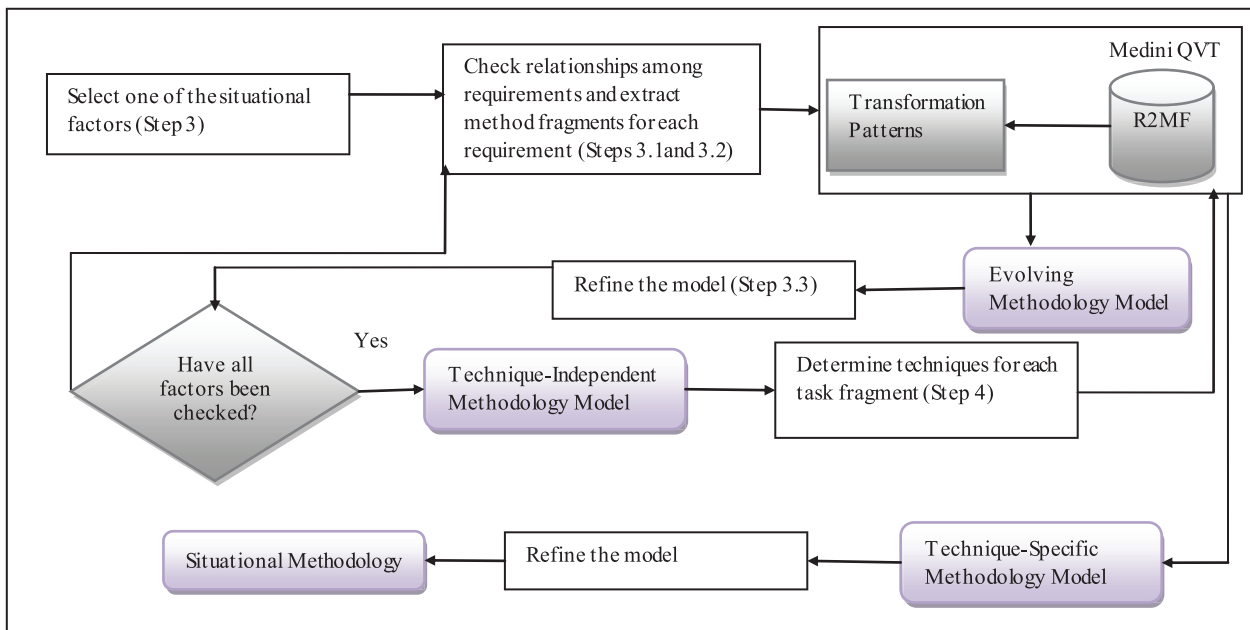 Select one of the situational
factors (Step 3)
Check relationships among
requirements and extract
method fragments for each
requirement (Steps 3.1and 3.2)
Medini QVT
Transformation
Patterns
R2MF
Evolving
Methodology Model
Refine the model (Step 3.3)
Have all
factors been
checked?
Yes
Technique-Independent
Methodology Model
Determine techniques for each
task fragment (Step 4)
Technique-Specific
Methodology Model
Refine the model
Situational Methodology